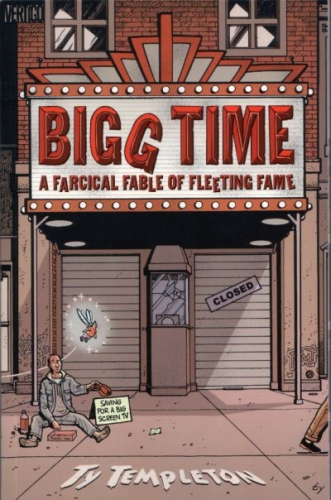 VERTIGO
BIGG TIME
A FARCICAL FABLE OF FLEETING FAME
CLOSED
SAVING
FOR A BIG
SCREEN TV
TY TEMPLETON